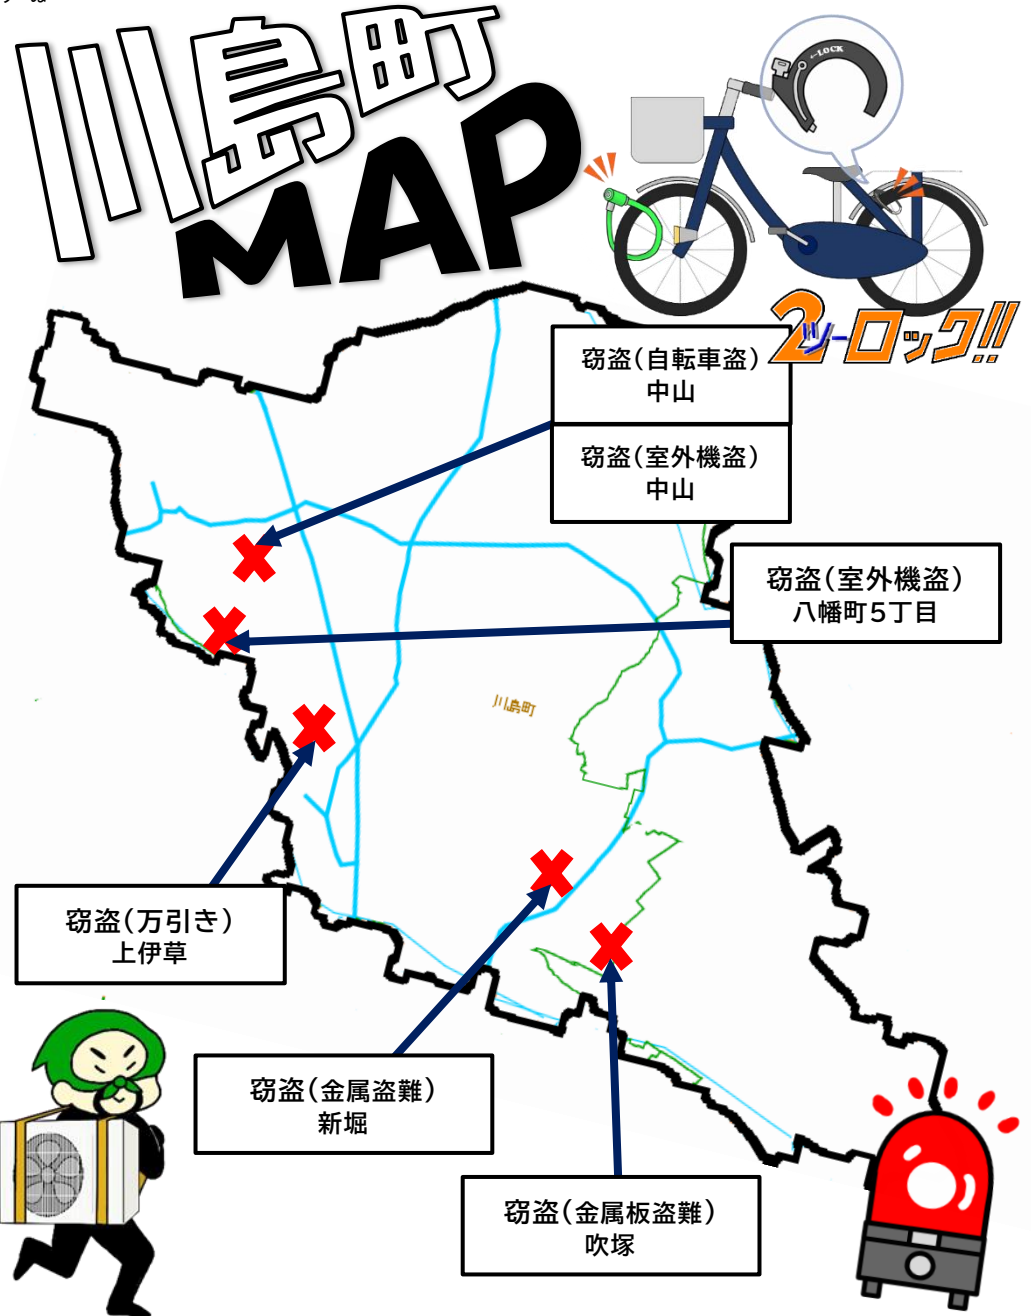 川島町
MAP
←LOCK
2ツーロック!!
窃盗(自転車盗)
中山
窃盗(室外機盗)
中山
窃盗(室外機盗)
八幡町5丁目
川島町
窃盗(万引き)
上伊草
窃盗(金属盗難)
新堀
窃盗(金属板盗難)
吹塚